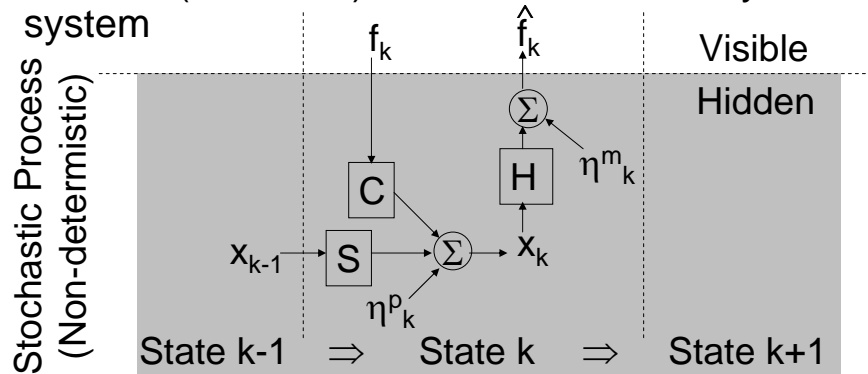 system
f_k
f̂_k
Visible
Hidden
Σ
η^m_k
H
C
x_{k-1}
S
Σ
x_k
η^p_k
State k-1 ⇒ State k ⇒ State k+1
Stochastic Process
(Non-determistic)